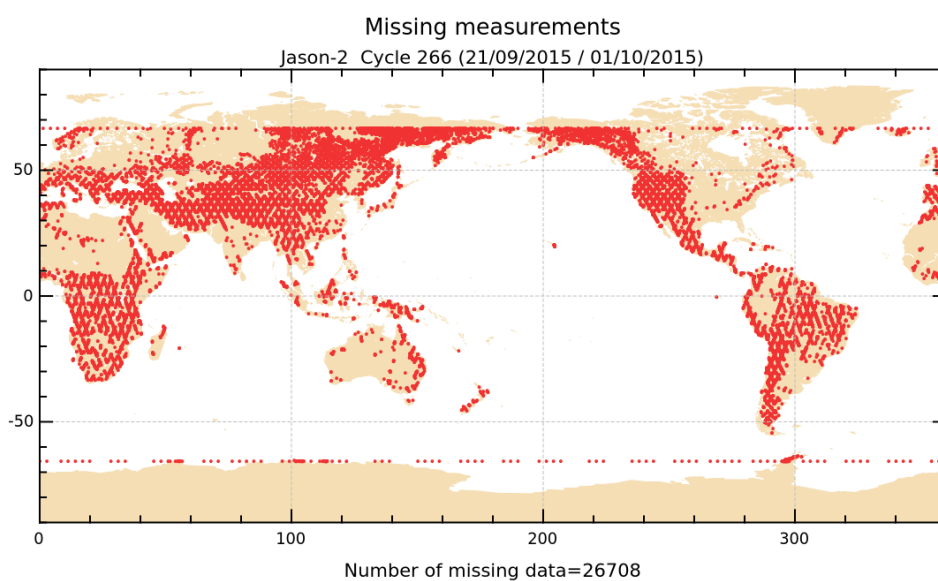 Missing measurements
Jason-2  Cycle 266 (21/09/2015 / 01/10/2015)
50
0
-50
0 100 200 300
Number of missing data=26708